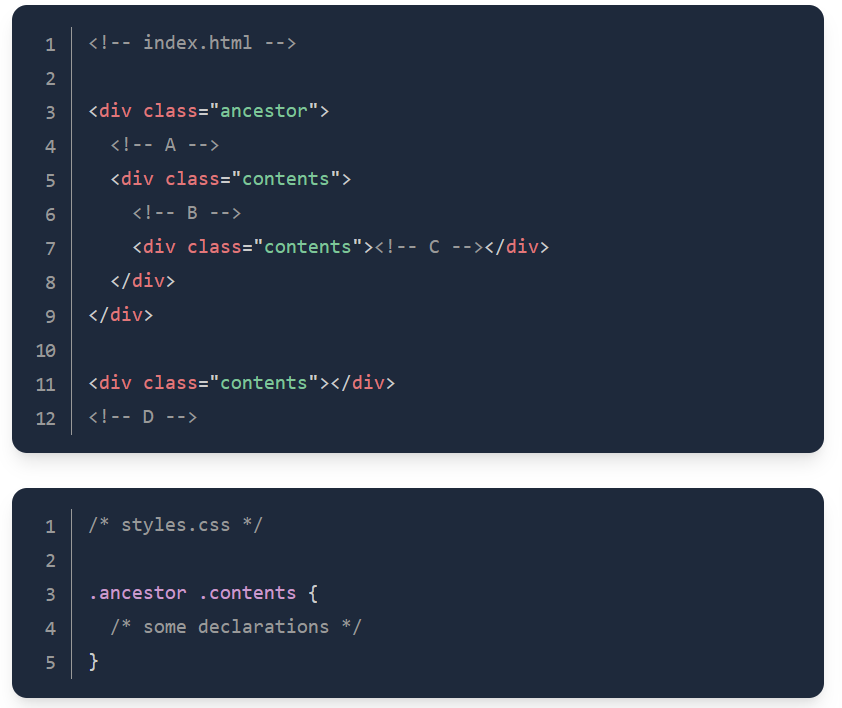 1 <!-- index.html -->
2
3 <div class="ancestor">
4   <!-- A -->
5   <div class="contents">
6     <!-- B -->
7     <div class="contents"><!-- C --></div>
8   </div>
9 </div>
10
11 <div class="contents"></div>
12 <!-- D -->
1 /* styles.css */
2
3 .ancestor .contents {
4   /* some declarations */
5 }